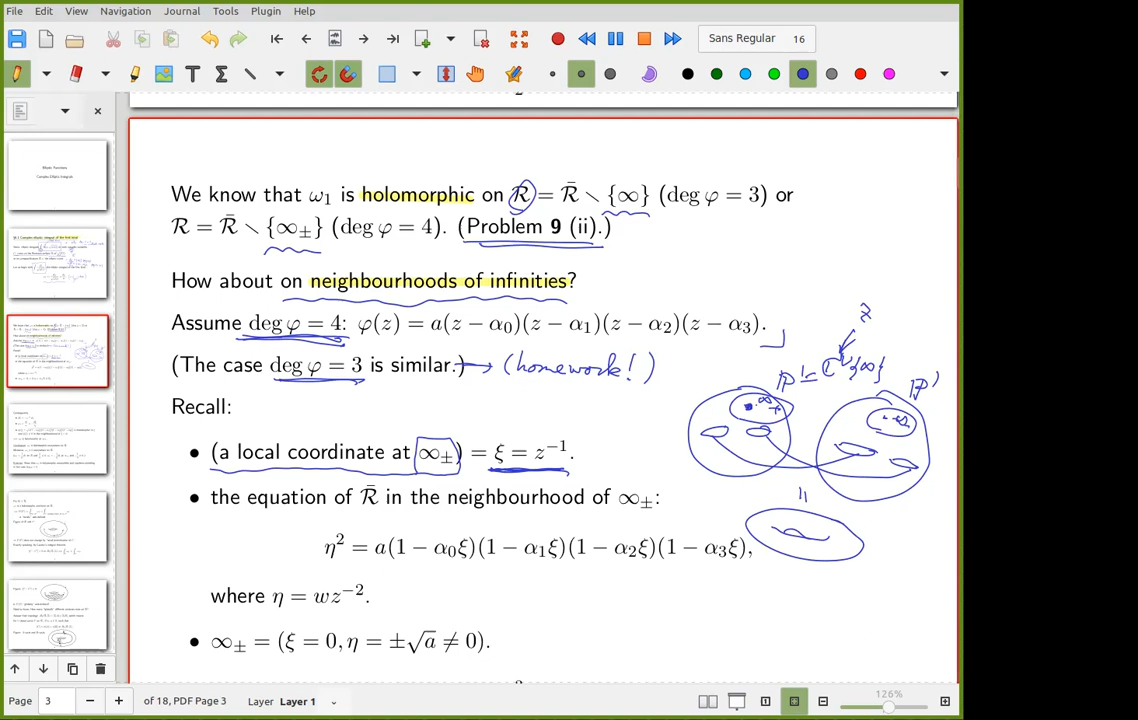 File Edit View Navigation Journal Tools Plugin Help
Sans Regular 16
We know that ω₁ is holomorphic on ℛ = ℛ̄ ∖ {∞} (deg φ = 3) or
ℛ = ℛ̄ ∖ {∞±} (deg φ = 4). (Problem 9 (ii).)
How about on neighbourhoods of infinities?
Assume deg φ = 4: φ(z) = a(z − α₀)(z − α₁)(z − α₂)(z − α₃).
z
(The case deg φ = 3 is similar.) → (homework!)
ℙ¹ = ℂ ∪ {∞}
ℙ¹
Recall:
• (a local coordinate at ∞±) = ξ = z⁻¹.
• the equation of ℛ̄ in the neighbourhood of ∞±:
η² = a(1 − α₀ξ)(1 − α₁ξ)(1 − α₂ξ)(1 − α₃ξ),
where η = wz⁻².
• ∞± = (ξ = 0, η = ±√a ≠ 0).
Page 3 of 18, PDF Page 3 Layer Layer 1 126%